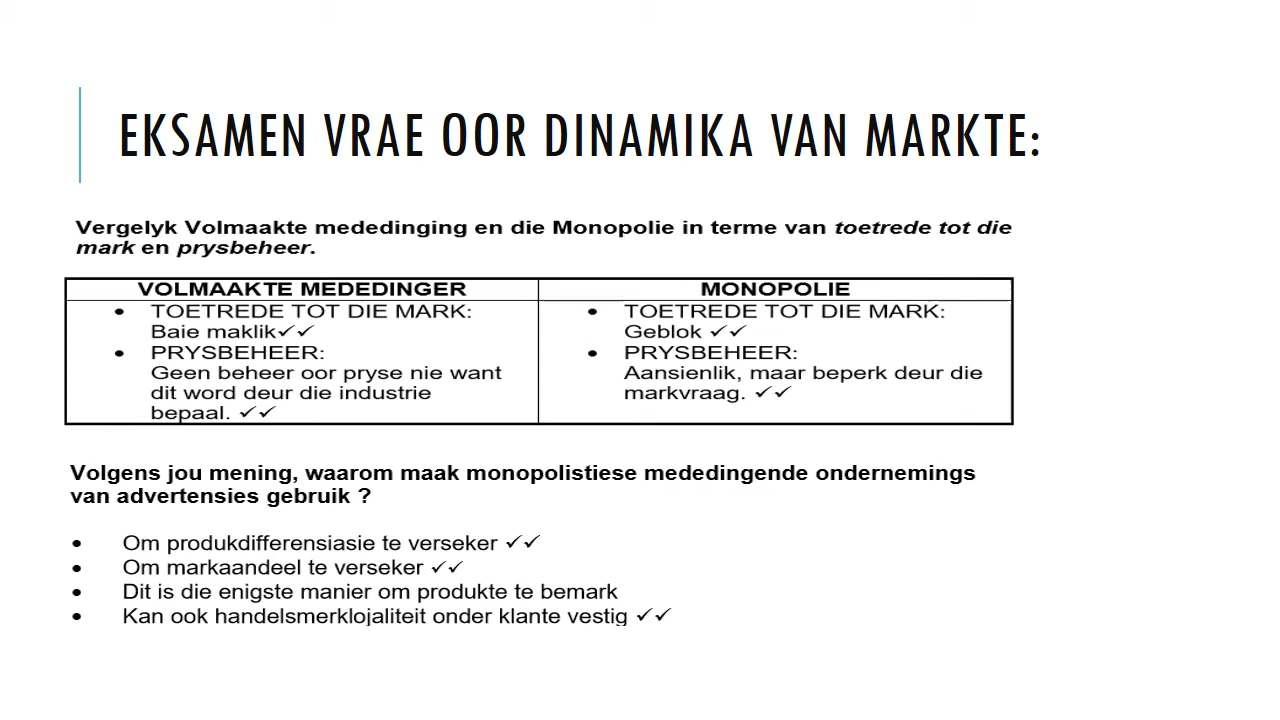 EKSAMEN VRAE OOR DINAMIKA VAN MARKTE:
Vergelyk Volmaakte mededinging en die Monopolie in terme van toetrede tot die
mark en prysbeheer.
VOLMAAKTE MEDEDINGER
• TOETREDE TOT DIE MARK:
Baie maklik✓✓
• PRYSBEHEER:
Geen beheer oor pryse nie want
dit word deur die industrie
bepaal. ✓✓
MONOPOLIE
• TOETREDE TOT DIE MARK:
Geblok ✓✓
• PRYSBEHEER:
Aansienlik, maar beperk deur die
markvraag. ✓✓
Volgens jou mening, waarom maak monopolistiese mededingende ondernemings
van advertensies gebruik ?
• Om produkdifferensiasie te verseker ✓✓
• Om markaandeel te verseker ✓✓
• Dit is die enigste manier om produkte te bemark
• Kan ook handelsmerklojaliteit onder klante vestig ✓✓